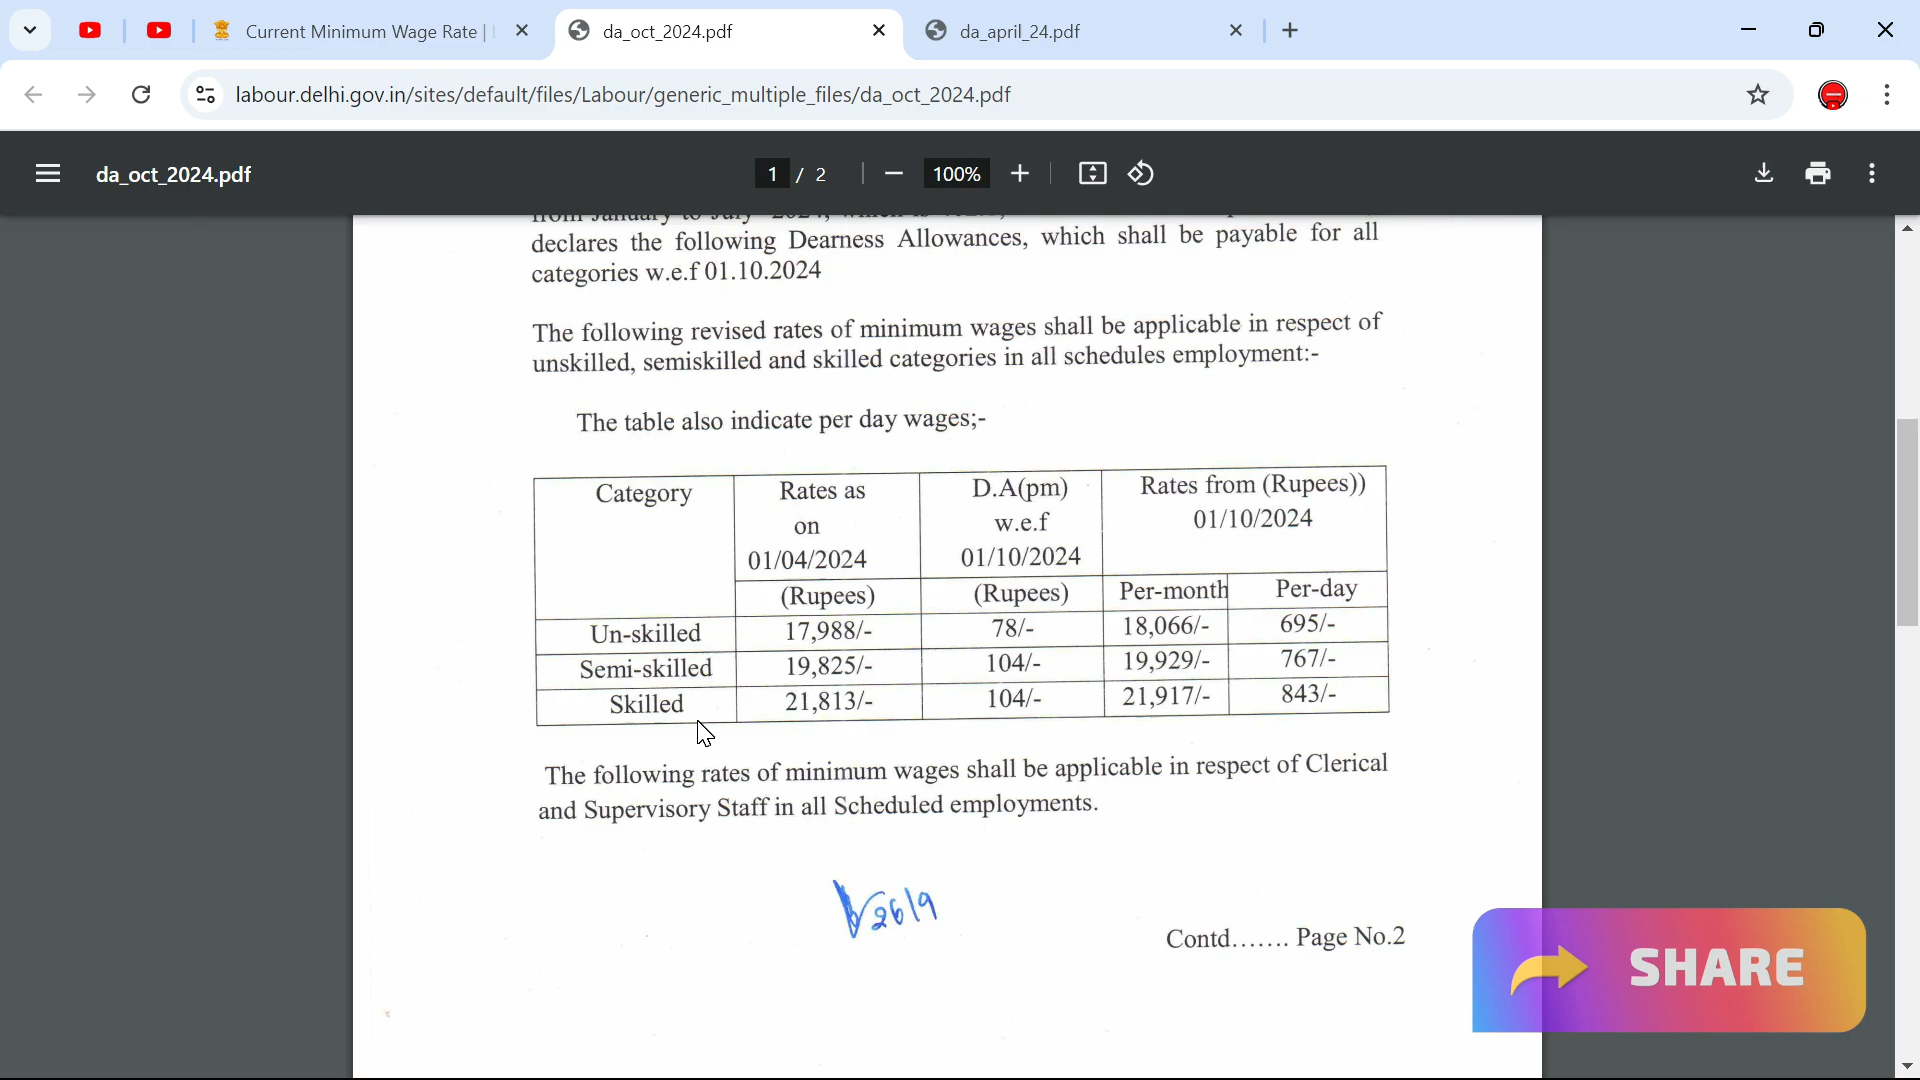 Current Minimum Wage Rate |
da_oct_2024.pdf
da_april_24.pdf
labour.delhi.gov.in/sites/default/files/Labour/generic_multiple_files/da_oct_2024.pdf
da_oct_2024.pdf
1 / 2
100%
declares the following Dearness Allowances, which shall be payable for all
categories w.e.f 01.10.2024
The following revised rates of minimum wages shall be applicable in respect of
unskilled, semiskilled and skilled categories in all schedules employment:-
The table also indicate per day wages;-
Category Rates as on 01/04/2024 D.A(pm) w.e.f 01/10/2024 Rates from (Rupees)) 01/10/2024
(Rupees) (Rupees) Per-month Per-day
Un-skilled 17,988/- 78/- 18,066/- 695/-
Semi-skilled 19,825/- 104/- 19,929/- 767/-
Skilled 21,813/- 104/- 21,917/- 843/-
The following rates of minimum wages shall be applicable in respect of Clerical
and Supervisory Staff in all Scheduled employments.
26/9
Contd....... Page No.2
SHARE